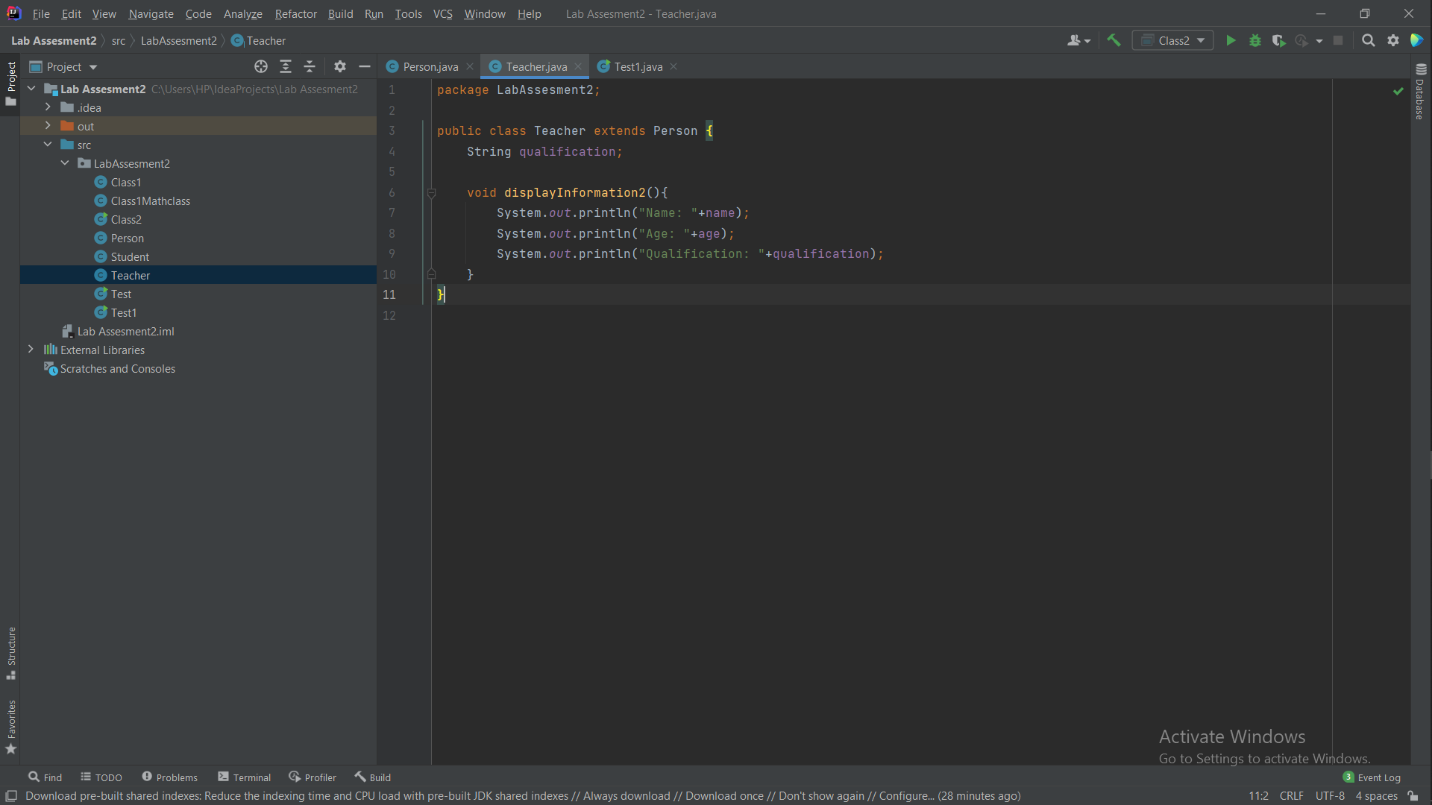 File Edit View Navigate Code Analyze Refactor Build Run Tools VCS Window Help Lab Assesment2 - Teacher.java
Lab Assesment2 src LabAssesment2 Teacher Class2
Project Project Person.java Teacher.java Test1.java
Lab Assesment2 C:\Users\HP\IdeaProjects\Lab Assesment2
.idea
out
src
LabAssesment2
Class1
Class1Mathclass
Class2
Person
Student
Teacher
Test
Test1
Lab Assesment2.iml
External Libraries
Scratches and Consoles
1 package LabAssesment2;
2
3 public class Teacher extends Person {
4 String qualification;
5
6 void displayInformation2(){
7 System.out.println("Name: "+name);
8 System.out.println("Age: "+age);
9 System.out.println("Qualification: "+qualification);
10 }
11 }
12
Database
Structure
Favorites
Activate Windows
Go to Settings to activate Windows.
Find TODO Problems Terminal Profiler Build 3 Event Log
Download pre-built shared indexes: Reduce the indexing time and CPU load with pre-built JDK shared indexes // Always download // Download once // Don't show again // Configure... (28 minutes ago) 11:2 CRLF UTF-8 4 spaces